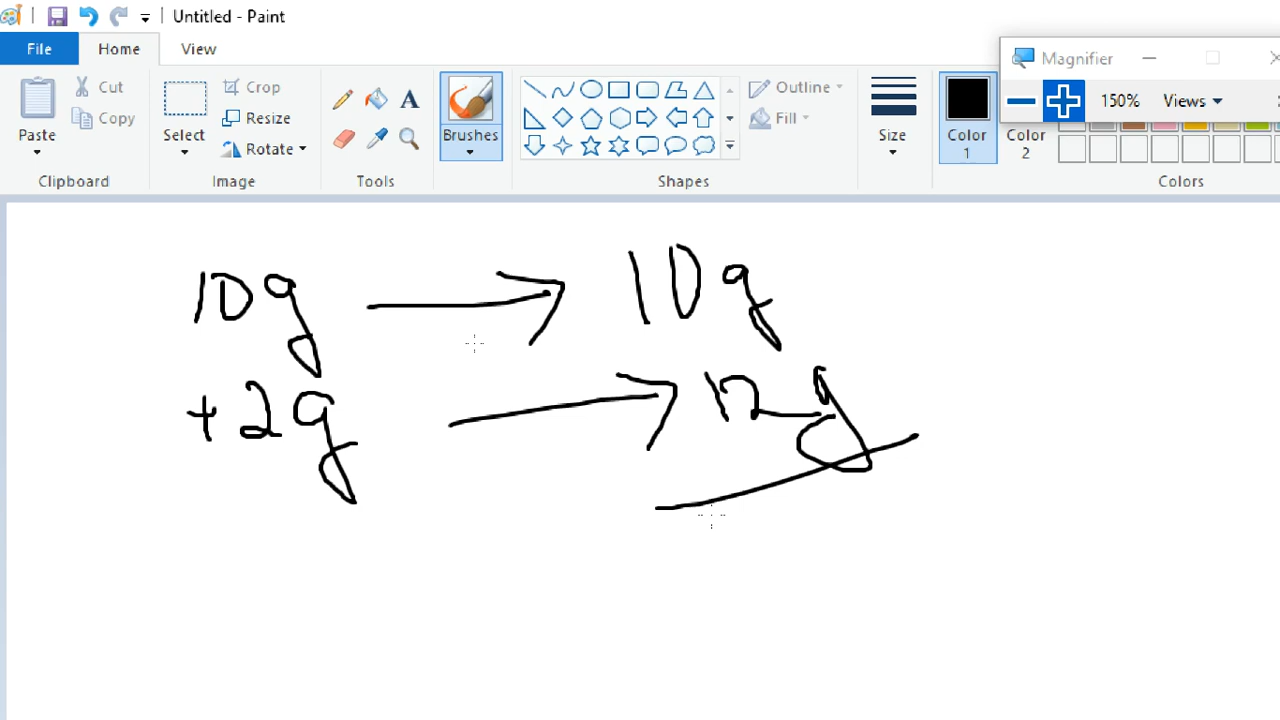 Untitled - Paint
File Home View
Magnifier
150% Views
Paste
Cut
Copy
Clipboard
Select
Crop
Resize
Rotate
Image
Tools
Brushes
Outline
Fill
Shapes
Size
Color 1
Color 2
Colors
10g → 10g
+2g → 12g